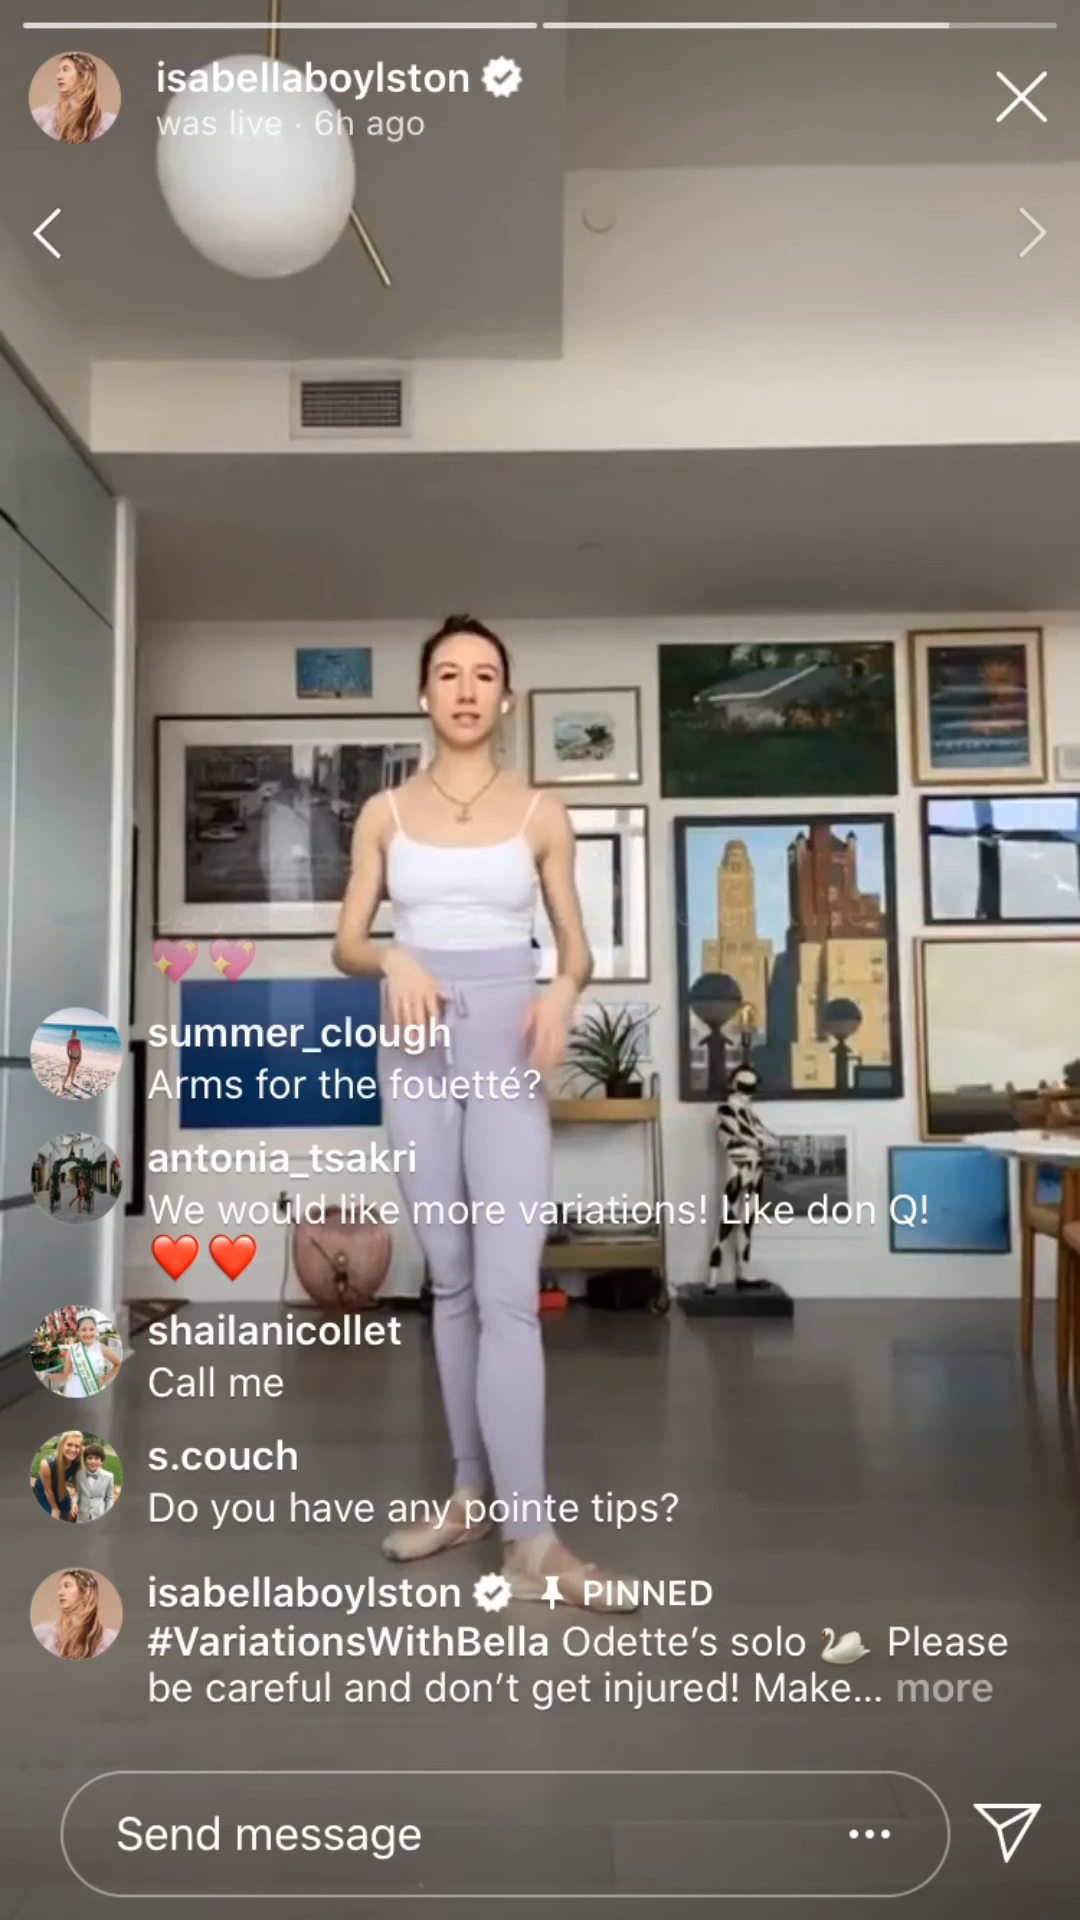 isabellaboylston
was live · 6h ago
summer_clough
Arms for the fouetté?
antonia_tsakri
We would like more variations! Like don Q!
❤️❤️
shailanicollet
Call me
s.couch
Do you have any pointe tips?
isabellaboylston PINNED
#VariationsWithBella Odette’s solo 🦢 Please
be careful and don’t get injured! Make... more
Send message